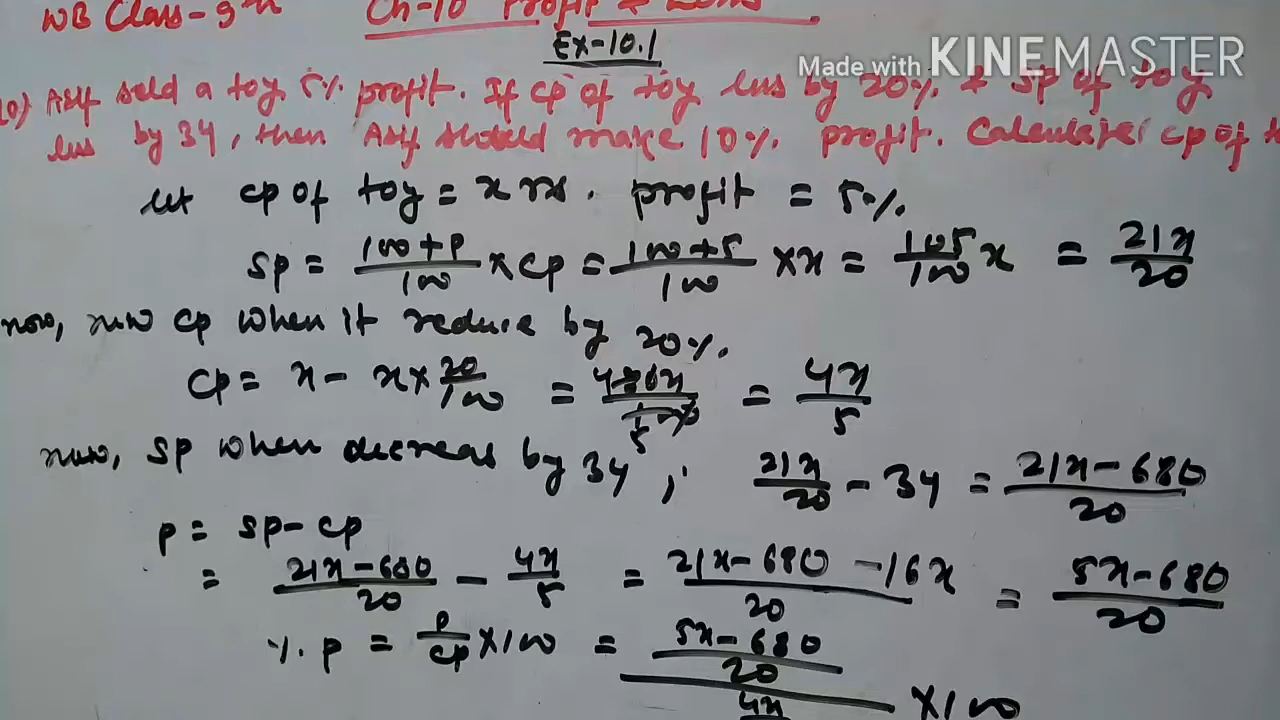 WB Class-9th Ch-10 Profit & Loss
Ex-10.1
Made with KINEMASTER
10) Asif sold a toy 5% profit. If cp of toy less by 20% & SP of toy
less by 34, then Asif should make 10% profit. Calculate cp of
let cp of toy = x rs. profit = 5%
SP = (100+P)/100 × CP = (100+5)/100 × x = 105/100 x = 21x/20
now, new cp when it reduce by 20%.
CP = x - x × 20/100 = 80x/100 = 4x/5
now, SP when decreas by 34, 21x/20 - 34 = (21x-680)/20
P = SP - CP
= (21x-680)/20 - 4x/5 = (21x-680-16x)/20 = (5x-680)/20
%. P = P/CP × 100 = ((5x-680)/20)/(4x × 100